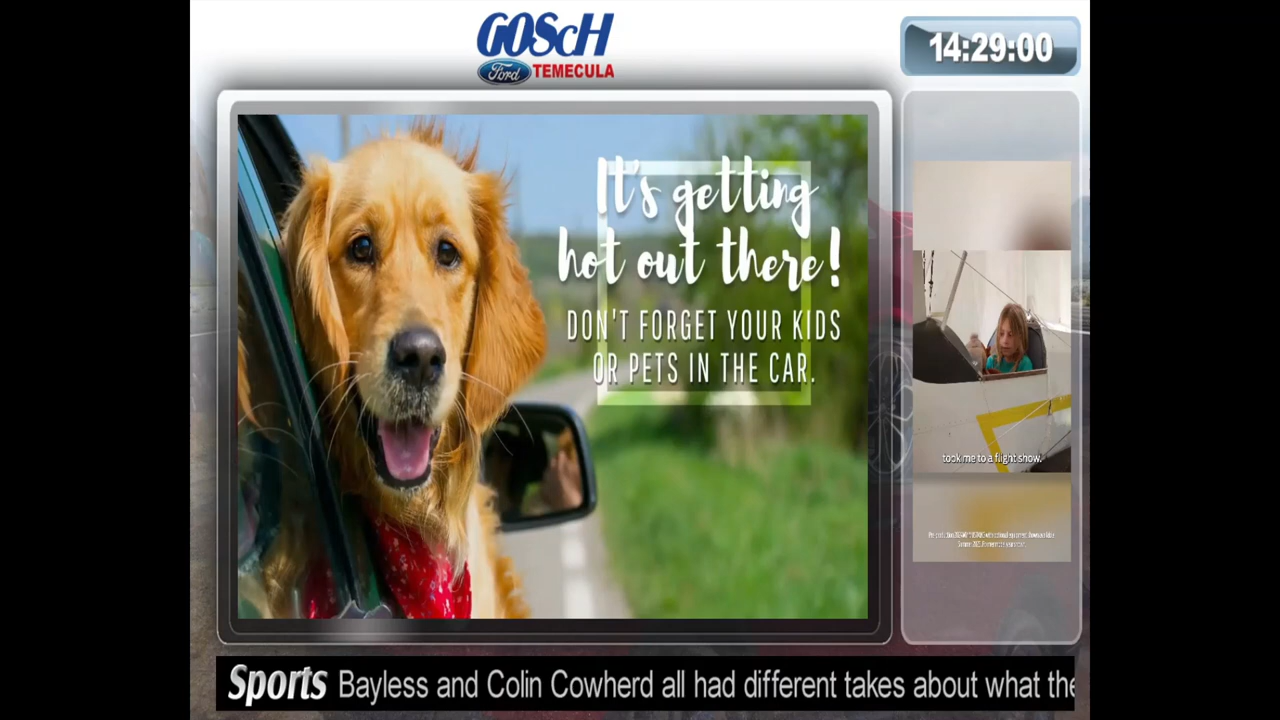 GOSCH
Ford TEMECULA
14:29:00
It's getting
hot out there!
DON'T FORGET YOUR KIDS
OR PETS IN THE CAR.
took me to a flight show.
Sports Bayless and Colin Cowherd all had different takes about what the